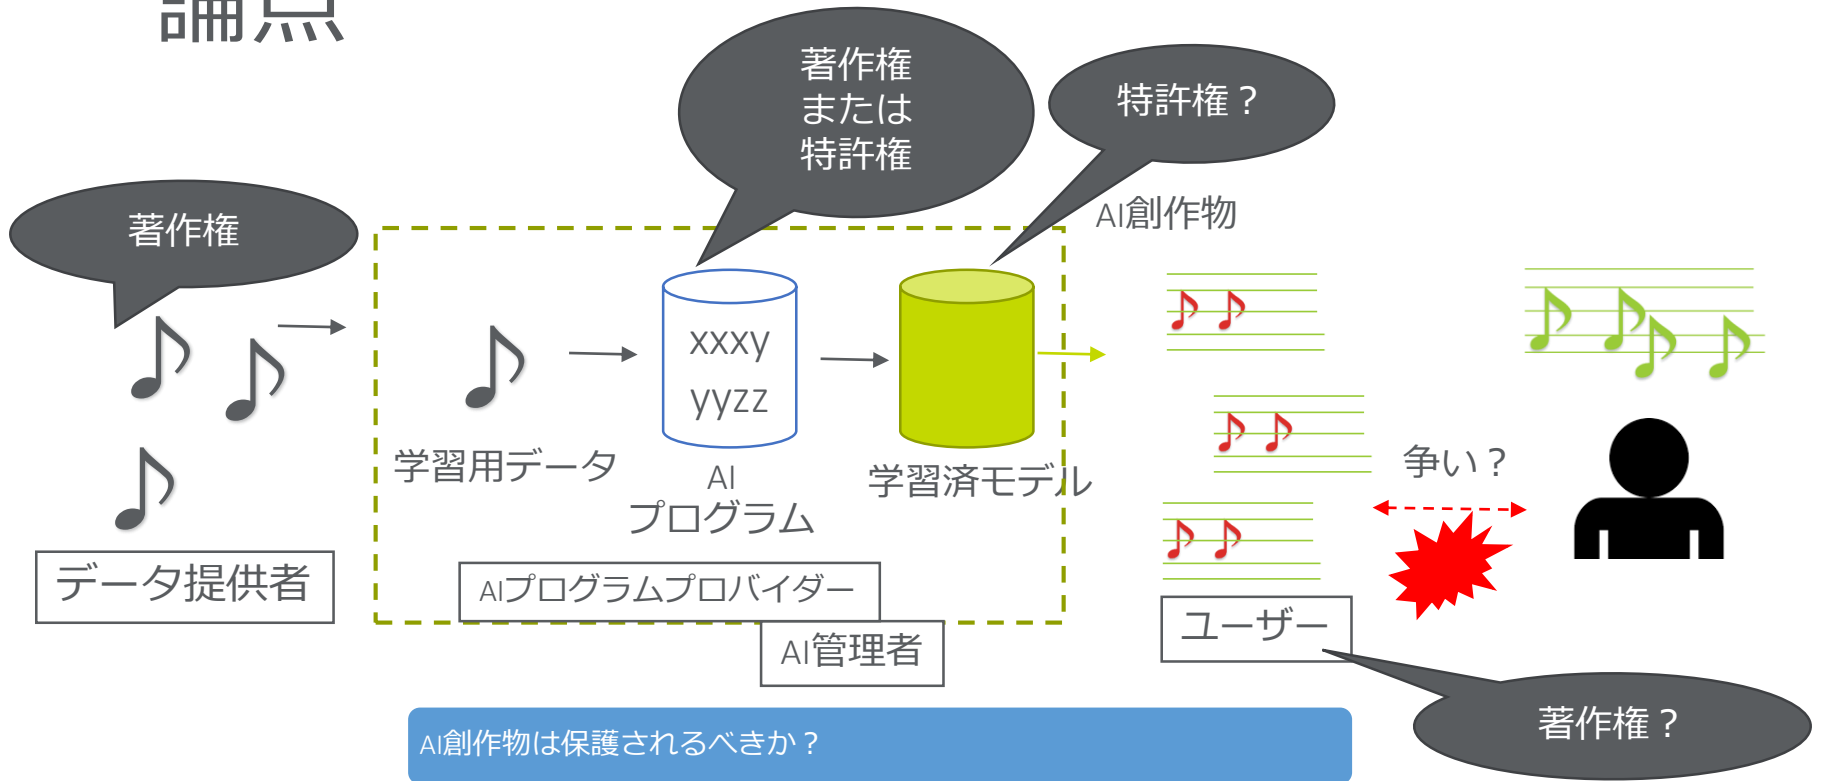 論点
著作権
または
特許権
特許権？
著作権
AI創作物
xxxy
yyzz
学習用データ
AI
プログラム
学習済モデル
争い？
データ提供者
AIプログラムプロバイダー
AI管理者
ユーザー
著作権？
AI創作物は保護されるべきか？